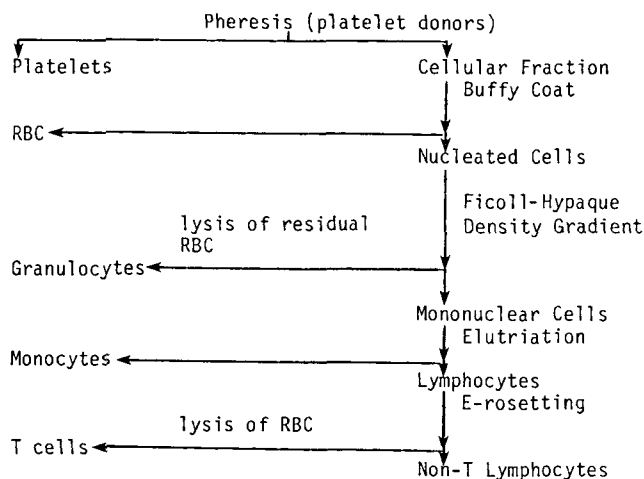 Pheresis (platelet donors)
Platelets
Cellular Fraction
Buffy Coat
RBC
Nucleated Cells
Ficoll-Hypaque
Density Gradient
lysis of residual
RBC
Granulocytes
Mononuclear Cells
Elutriation
Monocytes
Lymphocytes
E-rosetting
lysis of RBC
T cells
Non-T Lymphocytes